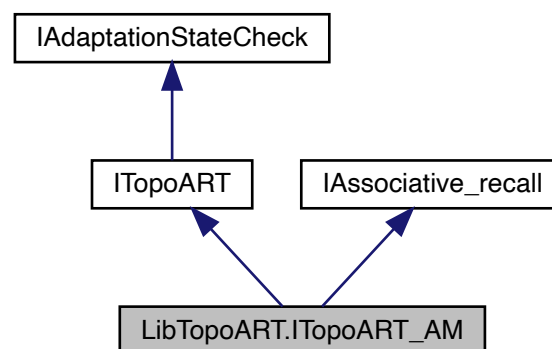 IAdaptationStateCheck
ITopoART
IAssociative_recall
LibTopoART.ITopoART_AM